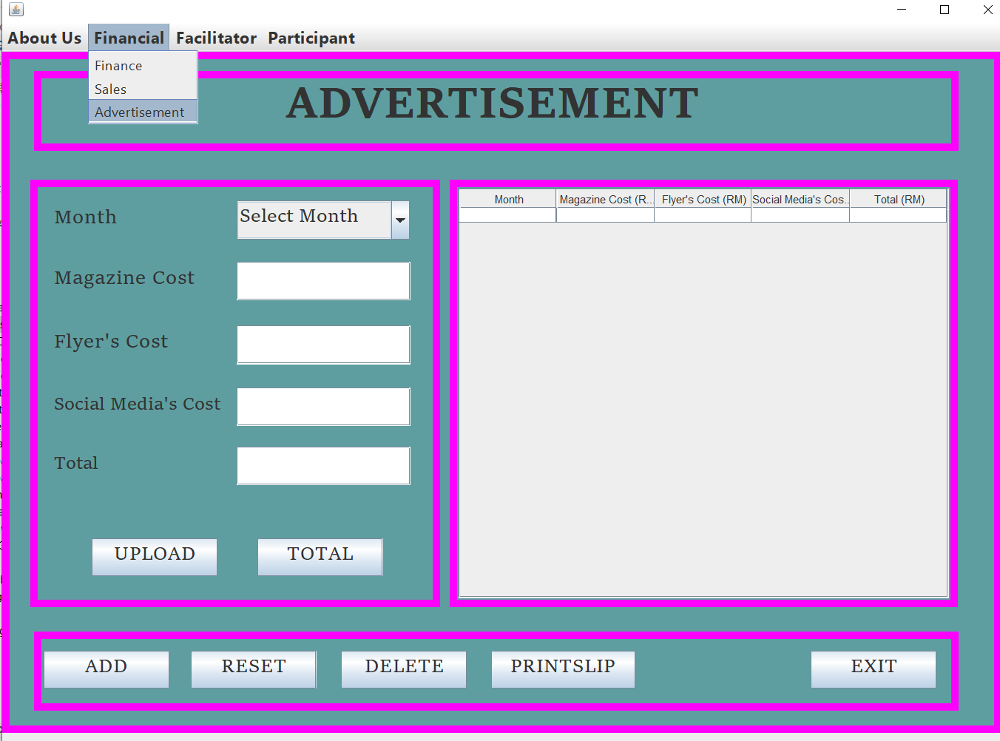 About Us Financial Facilitator Participant
Finance
Sales
Advertisement
ADVERTISEMENT
Month Select Month
Magazine Cost
Flyer's Cost
Social Media's Cost
Total
UPLOAD TOTAL
Month Magazine Cost (R... Flyer's Cost (RM) Social Media's Cos... Total (RM)
ADD RESET DELETE PRINTSLIP EXIT